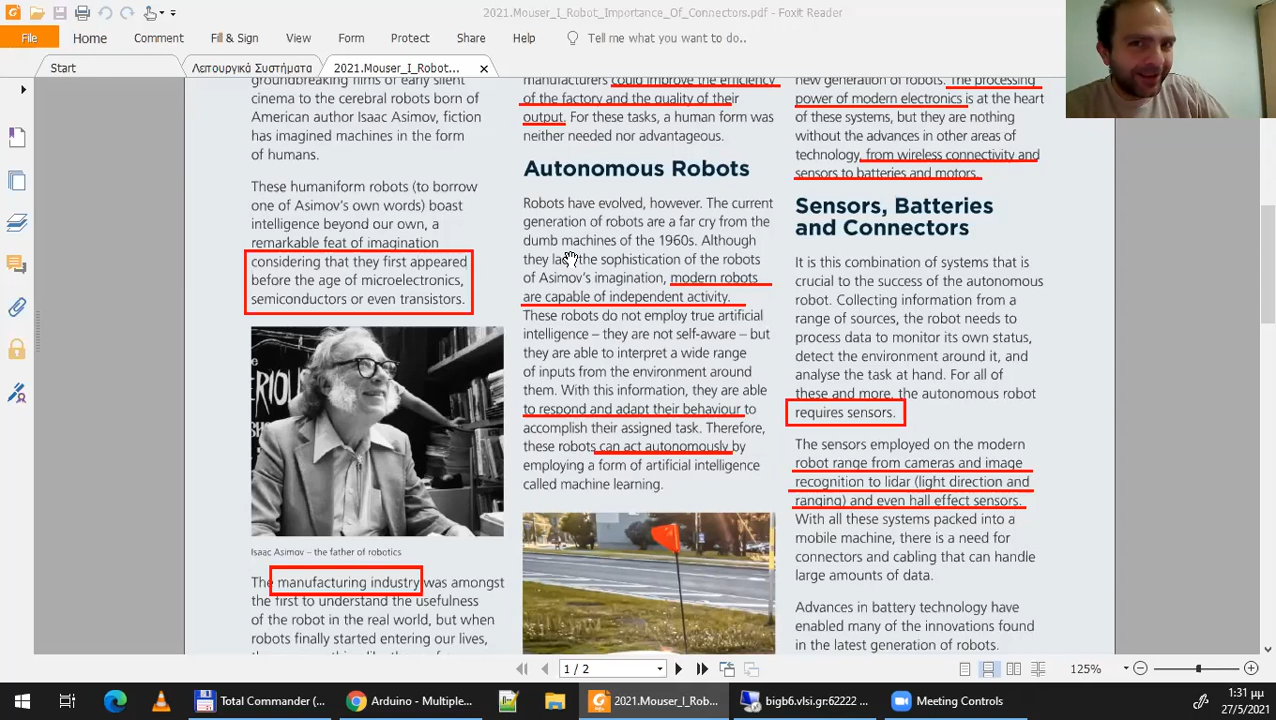 2021.Mouser_I_Robot_Importance_Of_Connectors.pdf - Foxit Reader
File
Home
Comment
Fill & Sign
View
Form
Protect
Share
Help
Tell me what you want to do..
Start
Λειτουργικά Συστήματα
2021.Mouser_I_Robot...
groundbreaking films of early silent
cinema to the cerebral robots born of
American author Isaac Asimov, fiction
has imagined machines in the form
of humans.
These humaniform robots (to borrow
one of Asimov's own words) boast
intelligence beyond our own, a
remarkable feat of imagination
considering that they first appeared
before the age of microelectronics,
semiconductors or even transistors.
Isaac Asimov – the father of robotics
The manufacturing industry was amongst
the first to understand the usefulness
of the robot in the real world, but when
robots finally started entering our lives,
manufacturers could improve the efficiency
of the factory and the quality of their
output. For these tasks, a human form was
neither needed nor advantageous.
Autonomous Robots
Robots have evolved, however. The current
generation of robots are a far cry from the
dumb machines of the 1960s. Although
they lack the sophistication of the robots
of Asimov's imagination, modern robots
are capable of independent activity.
These robots do not employ true artificial
intelligence – they are not self-aware – but
they are able to interpret a wide range
of inputs from the environment around
them. With this information, they are able
to respond and adapt their behaviour to
accomplish their assigned task. Therefore,
these robots can act autonomously by
employing a form of artificial intelligence
called machine learning.
new generation of robots. The processing
power of modern electronics is at the heart
of these systems, but they are nothing
without the advances in other areas of
technology, from wireless connectivity and
sensors to batteries and motors.
Sensors, Batteries
and Connectors
It is this combination of systems that is
crucial to the success of the autonomous
robot. Collecting information from a
range of sources, the robot needs to
process data to monitor its own status,
detect the environment around it, and
analyse the task at hand. For all of
these and more, the autonomous robot
requires sensors.
The sensors employed on the modern
robot range from cameras and image
recognition to lidar (light direction and
ranging) and even hall effect sensors.
With all these systems packed into a
mobile machine, there is a need for
connectors and cabling that can handle
large amounts of data.
Advances in battery technology have
enabled many of the innovations found
in the latest generation of robots.
1 / 2
125%
Total Commander (...
Arduino - Multiple...
2021.Mouser_I_Rob...
bigb6.vlsi.gr:62222 ...
Meeting Controls
1:31 μμ
27/5/2021